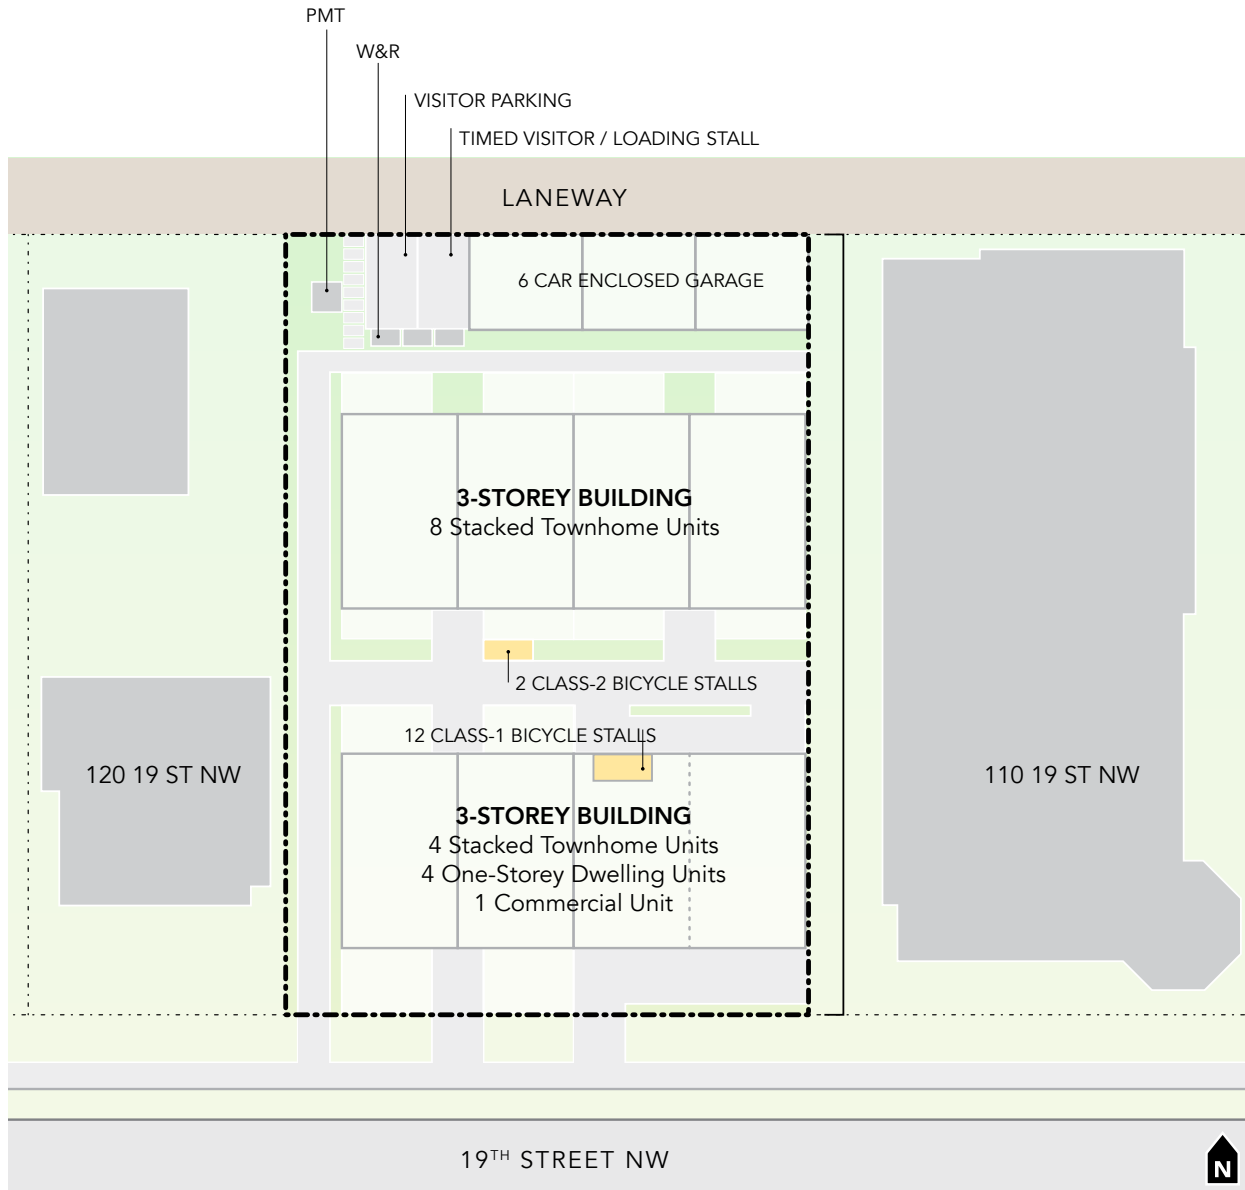 PMT
W&R
VISITOR PARKING
TIMED VISITOR / LOADING STALL
LANEWAY
6 CAR ENCLOSED GARAGE
3-STOREY BUILDING
8 Stacked Townhome Units
2 CLASS-2 BICYCLE STALLS
12 CLASS-1 BICYCLE STALLS
120 19 ST NW
110 19 ST NW
3-STOREY BUILDING
4 Stacked Townhome Units
4 One-Storey Dwelling Units
1 Commercial Unit
19TH STREET NW
N